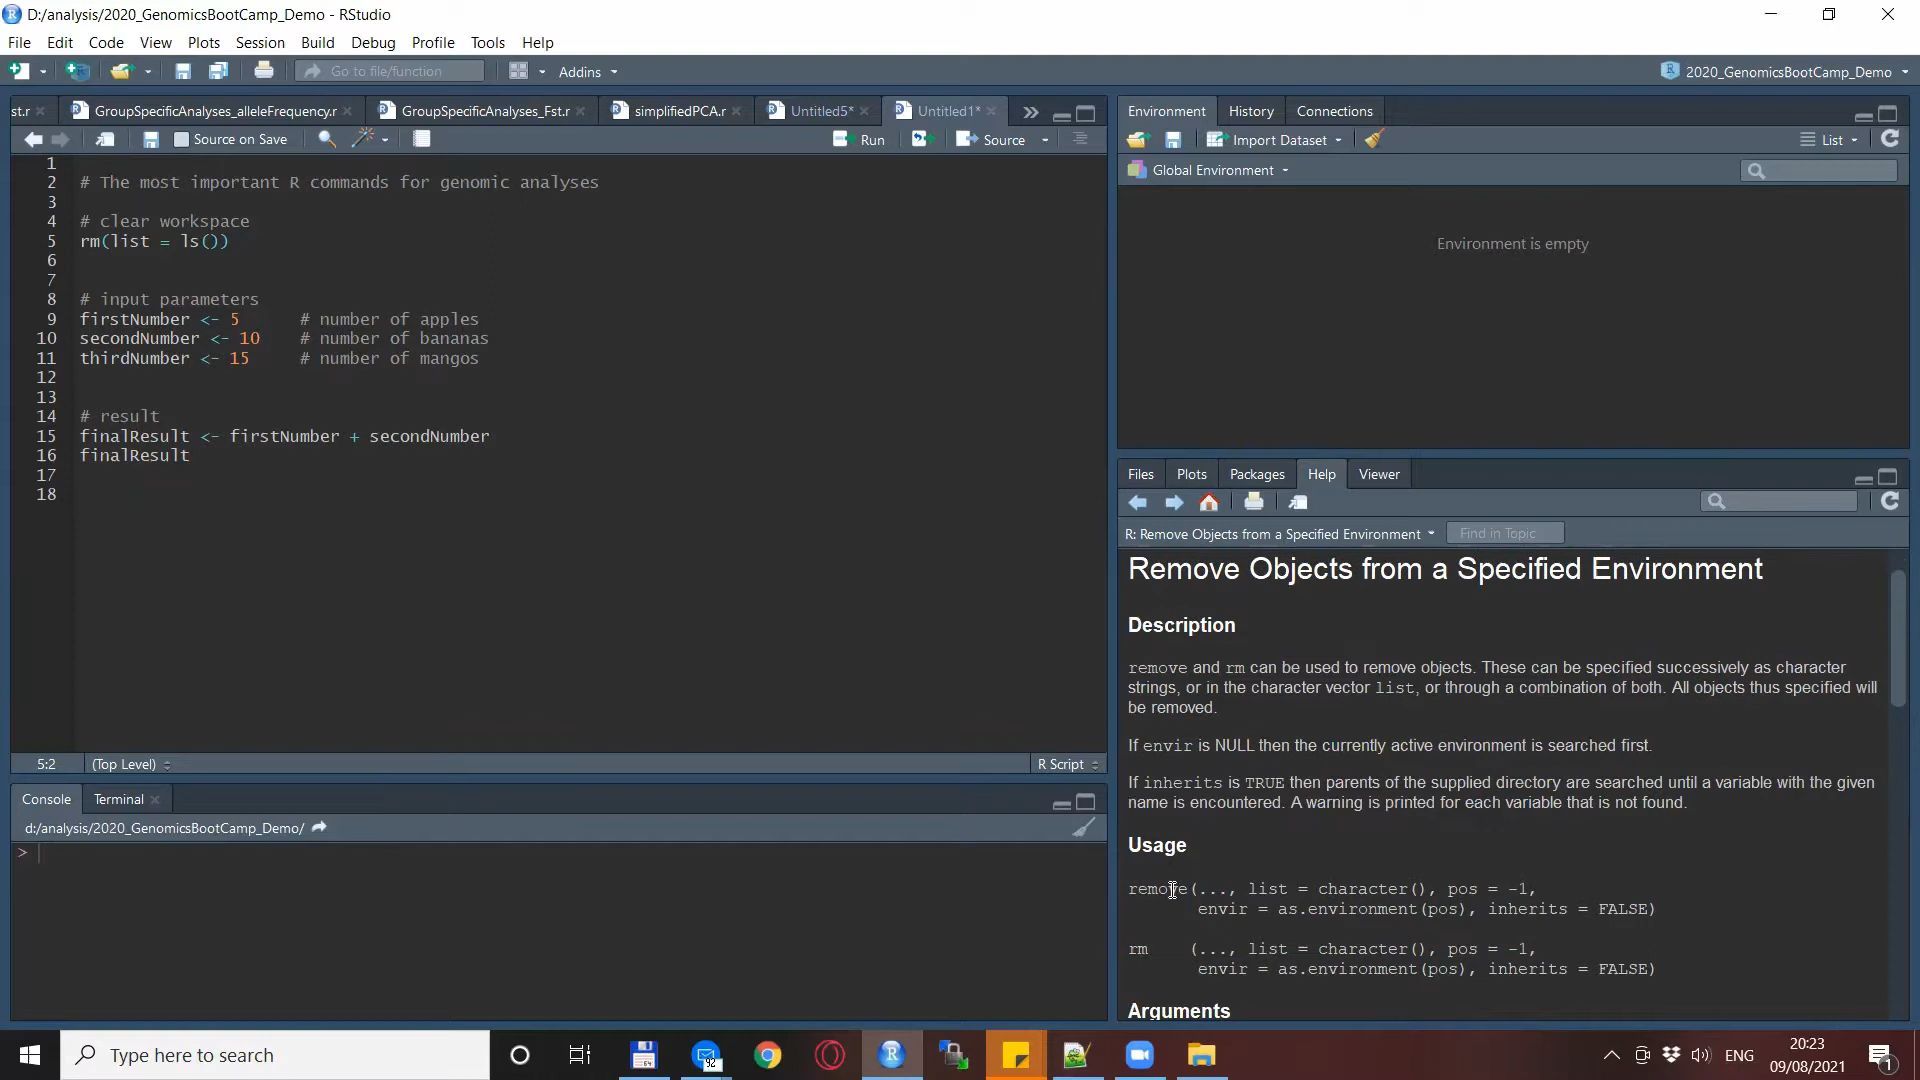 D:/analysis/2020_GenomicsBootCamp_Demo - RStudio
File Edit Code View Plots Session Build Debug Profile Tools Help
Go to file/function Addins 2020_GenomicsBootCamp_Demo
st.r GroupSpecificAnalyses_alleleFrequency.r GroupSpecificAnalyses_Fst.r simplifiedPCA.r Untitled5* Untitled1*
Source on Save Run Source
1
2 # The most important R commands for genomic analyses
3
4 # clear workspace
5 rm(list = ls())
6
7
8 # input parameters
9 firstNumber <- 5 # number of apples
10 secondNumber <- 10 # number of bananas
11 thirdNumber <- 15 # number of mangos
12
13
14 # result
15 finalResult <- firstNumber + secondNumber
16 finalResult
17
18
5:2 (Top Level) R Script
Console Terminal
d:/analysis/2020_GenomicsBootCamp_Demo/
>
Environment History Connections
Import Dataset List
Global Environment
Environment is empty
Files Plots Packages Help Viewer
R: Remove Objects from a Specified Environment Find in Topic
Remove Objects from a Specified Environment
Description
remove and rm can be used to remove objects. These can be specified successively as character
strings, or in the character vector list, or through a combination of both. All objects thus specified will
be removed.
If envir is NULL then the currently active environment is searched first.
If inherits is TRUE then parents of the supplied directory are searched until a variable with the given
name is encountered. A warning is printed for each variable that is not found.
Usage
remove(..., list = character(), pos = -1,
envir = as.environment(pos), inherits = FALSE)
rm (..., list = character(), pos = -1,
envir = as.environment(pos), inherits = FALSE)
Arguments
Type here to search 64 92 ENG 20:23
09/08/2021 1